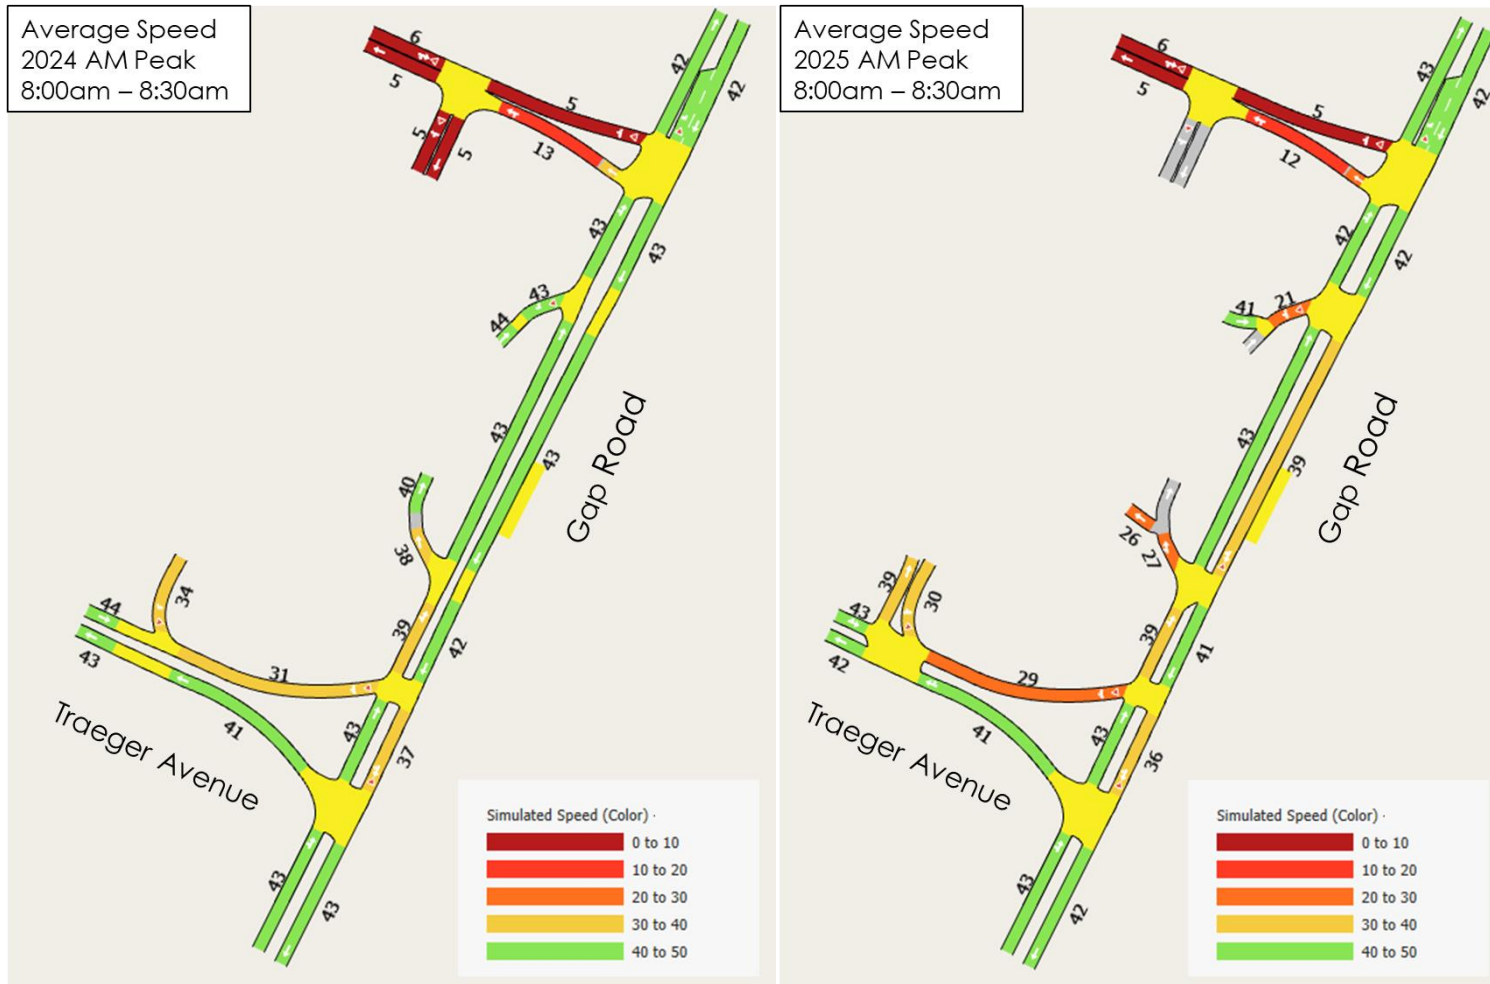 Average Speed
2024 AM Peak
8:00am – 8:30am
6
5
5
5
5
13
42
42
43
43
43
44
43
43
40
38
39
42
34
44
43
31
41
43
37
43
43
Gap Road
Traeger Avenue
Simulated Speed (Color) ·
0 to 10
10 to 20
20 to 30
30 to 40
40 to 50
Average Speed
2025 AM Peak
8:00am – 8:30am
6
5
5
12
43
42
42
42
41
21
43
39
26
27
39
41
39
30
43
42
29
41
43
36
43
42
Gap Road
Traeger Avenue
Simulated Speed (Color) ·
0 to 10
10 to 20
20 to 30
30 to 40
40 to 50